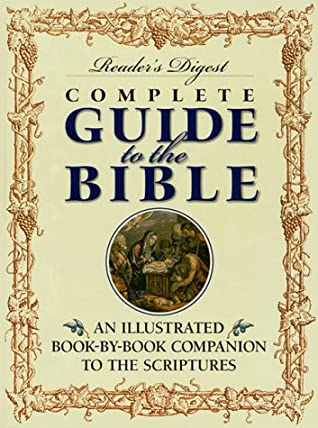 Reader's Digest
COMPLETE
GUIDE
to the
BIBLE
AN ILLUSTRATED
BOOK-BY-BOOK COMPANION
TO THE SCRIPTURES